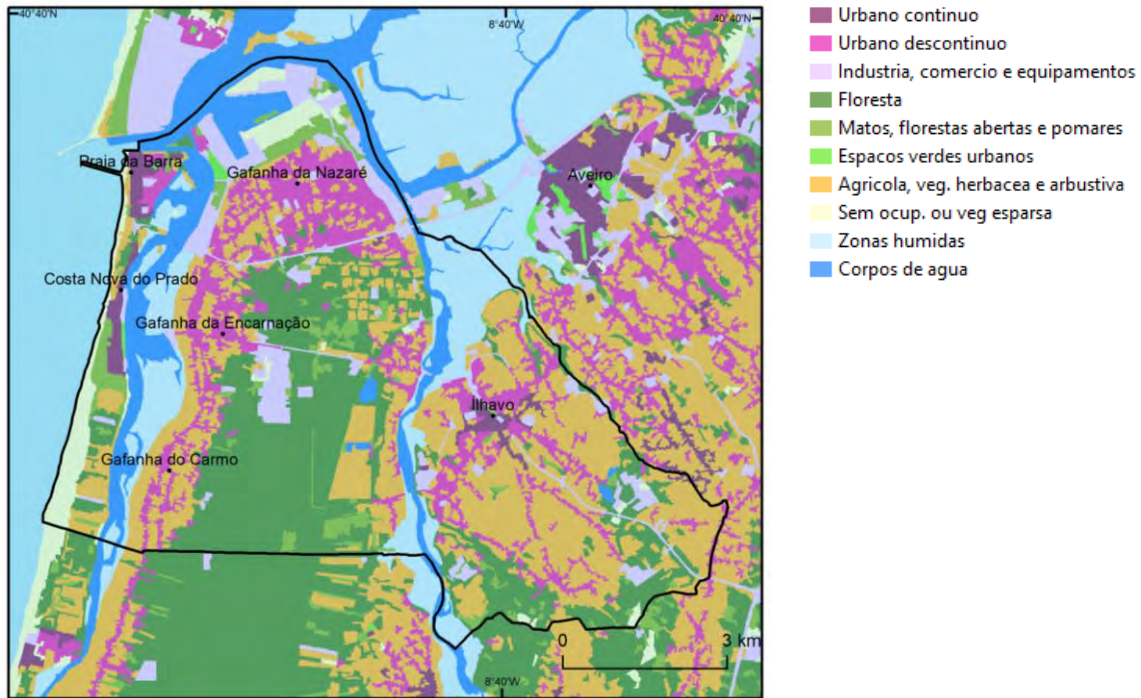 40°40'N
8°40'W
40°40'N
Praia da Barra
Gafanha da Nazaré
Aveiro
Costa Nova do Prado
Gafanha da Encarnação
Ílhavo
Gafanha do Carmo
0 3 km
8°40'W
Urbano continuo
Urbano descontinuo
Industria, comercio e equipamentos
Floresta
Matos, florestas abertas e pomares
Espacos verdes urbanos
Agricola, veg. herbacea e arbustiva
Sem ocup. ou veg esparsa
Zonas humidas
Corpos de agua